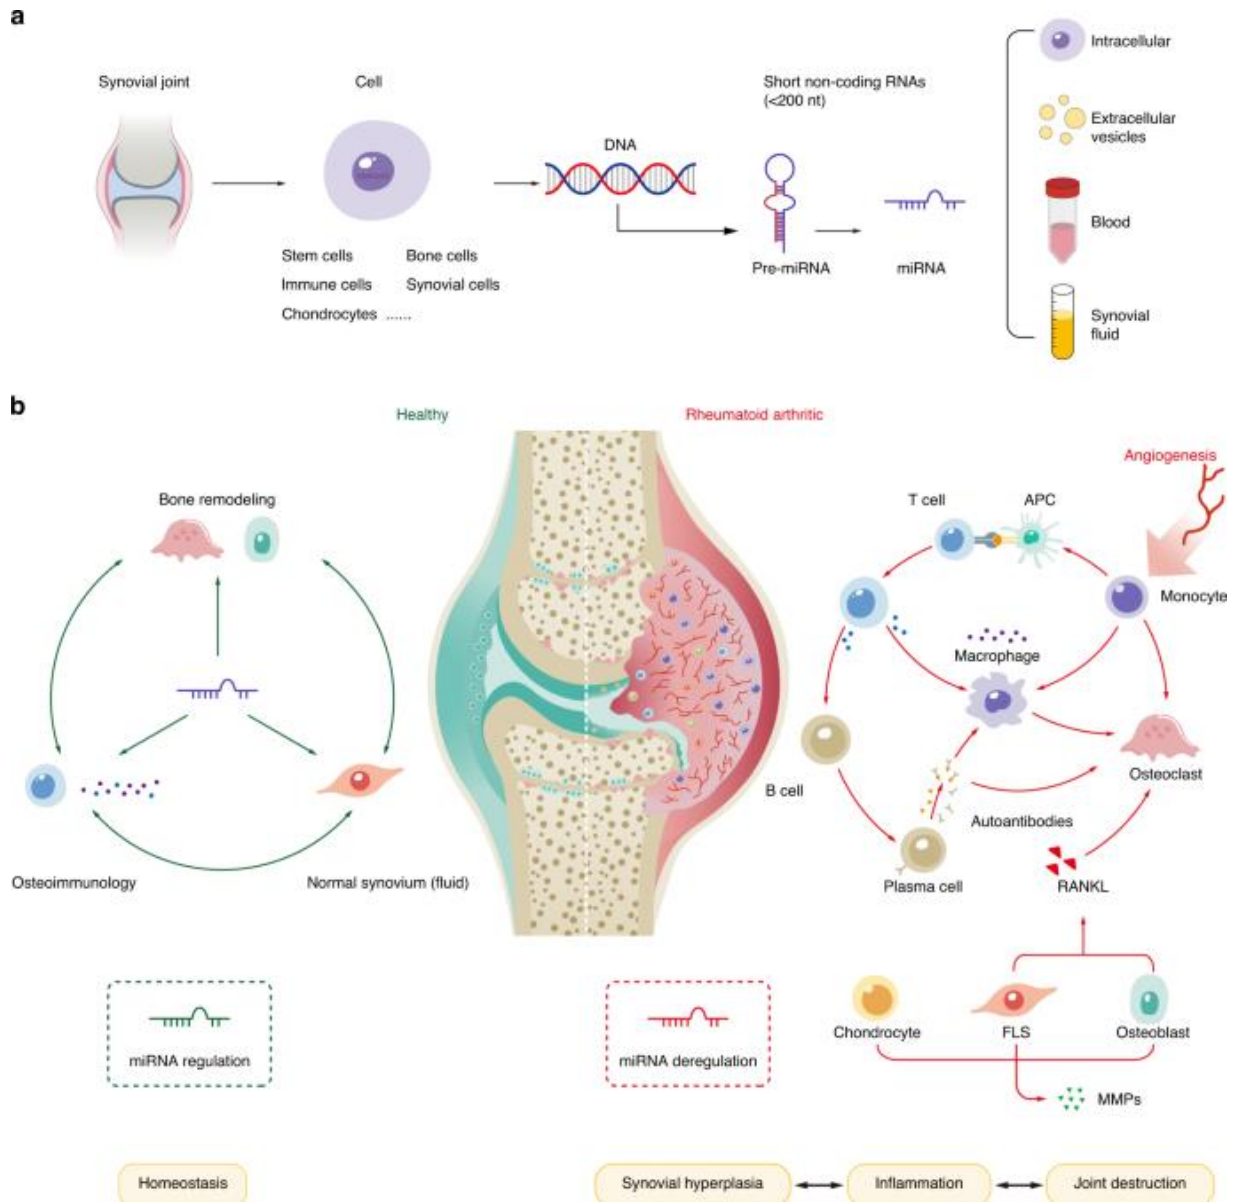 a
Synovial joint
Cell
Stem cells
Bone cells
Immune cells
Synovial cells
Chondrocytes ......
DNA
Short non-coding RNAs
(<200 nt)
Pre-miRNA
miRNA
Intracellular
Extracellular
vesicles
Blood
Synovial
fluid
b
Healthy
Rheumatoid arthritic
Bone remodeling
Osteoimmunology
Normal synovium (fluid)
Angiogenesis
T cell
APC
Monocyte
Macrophage
B cell
Osteoclast
Autoantibodies
Plasma cell
RANKL
miRNA regulation
miRNA deregulation
Chondrocyte
FLS
Osteoblast
MMPs
Homeostasis
Synovial hyperplasia
Inflammation
Joint destruction